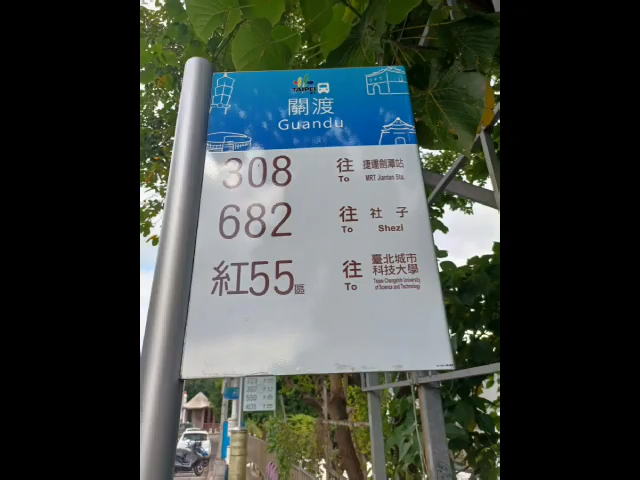 TAIPEI
關渡
Guandu
308 往 捷運劍潭站
To MRT Jiantan Sta.
682 往 社子
To Shezi
紅55區 往 臺北城市
科技大學
To Taipei Chengshih University
of Science and Technology